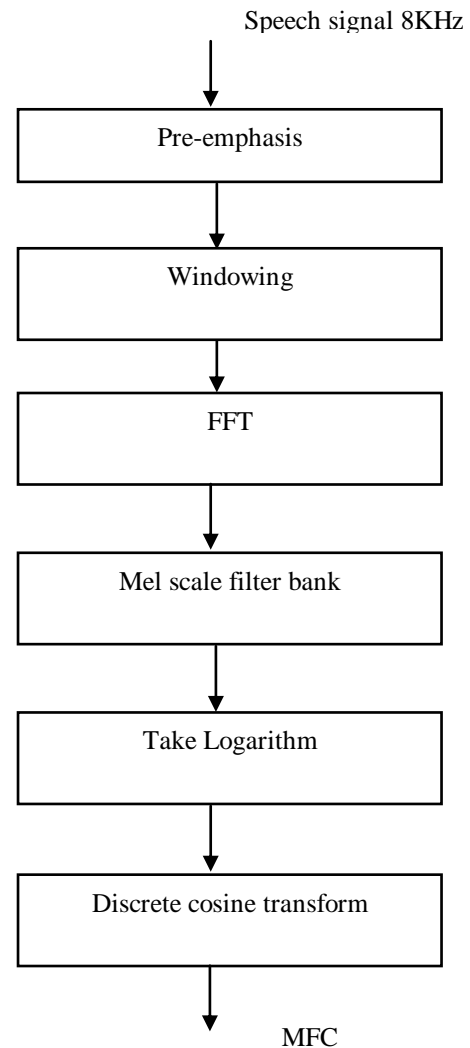 Speech signal 8KHz
Pre-emphasis
Windowing
FFT
Mel scale filter bank
Take Logarithm
Discrete cosine transform
MFC